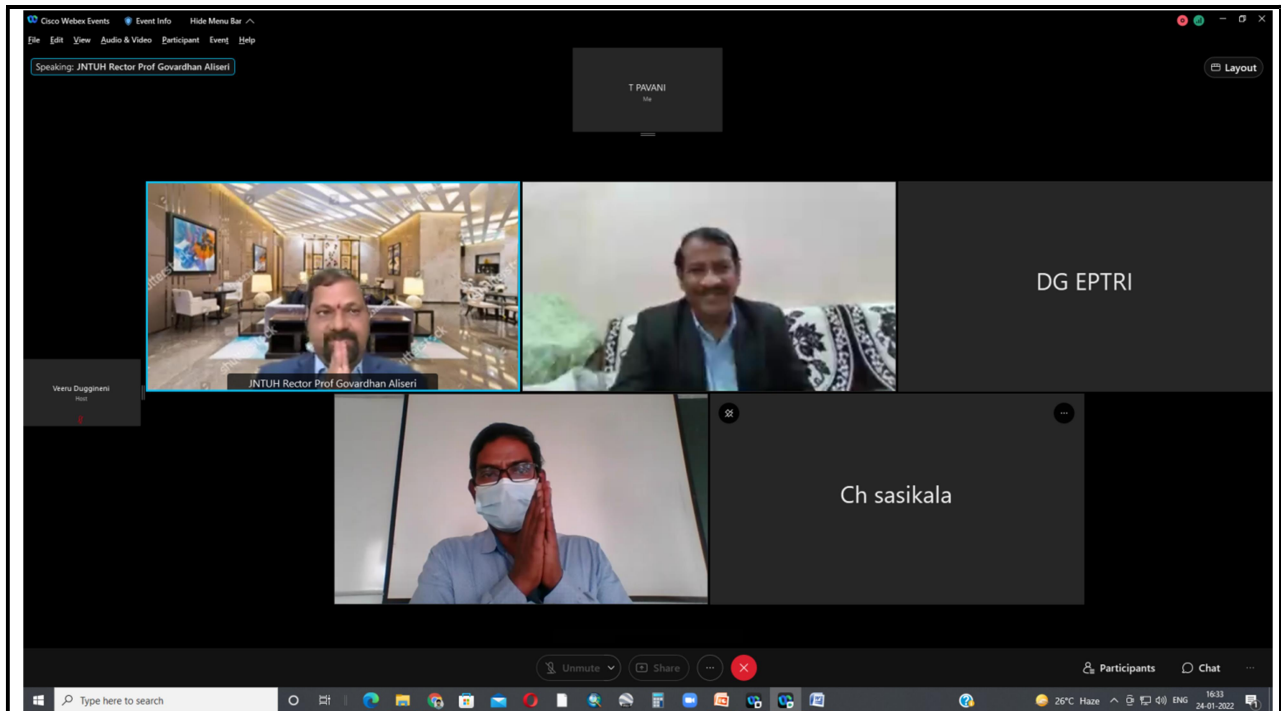 Cisco Webex Events Event Info Hide Menu Bar
File Edit View Audio & Video Participant Event Help
Speaking: JNTUH Rector Prof Govardhan Aliseri
Layout
T PAVANI
Me
JNTUH Rector Prof Govardhan Aliseri
DG EPTRI
Veeru Duggineni
Host
Ch sasikala
Unmute Share
Participants Chat
Type here to search
26°C Haze ENG
16:33
24-01-2022